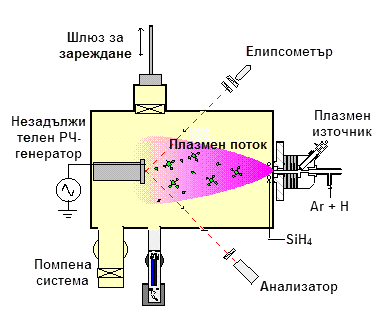 Шлюз за
зареждане
Елипсометър
Незадължи
телен РЧ-
генератор
Плазмен поток
Плазмен
източник
Ar + H
SiH4
Помпена
система
Анализатор